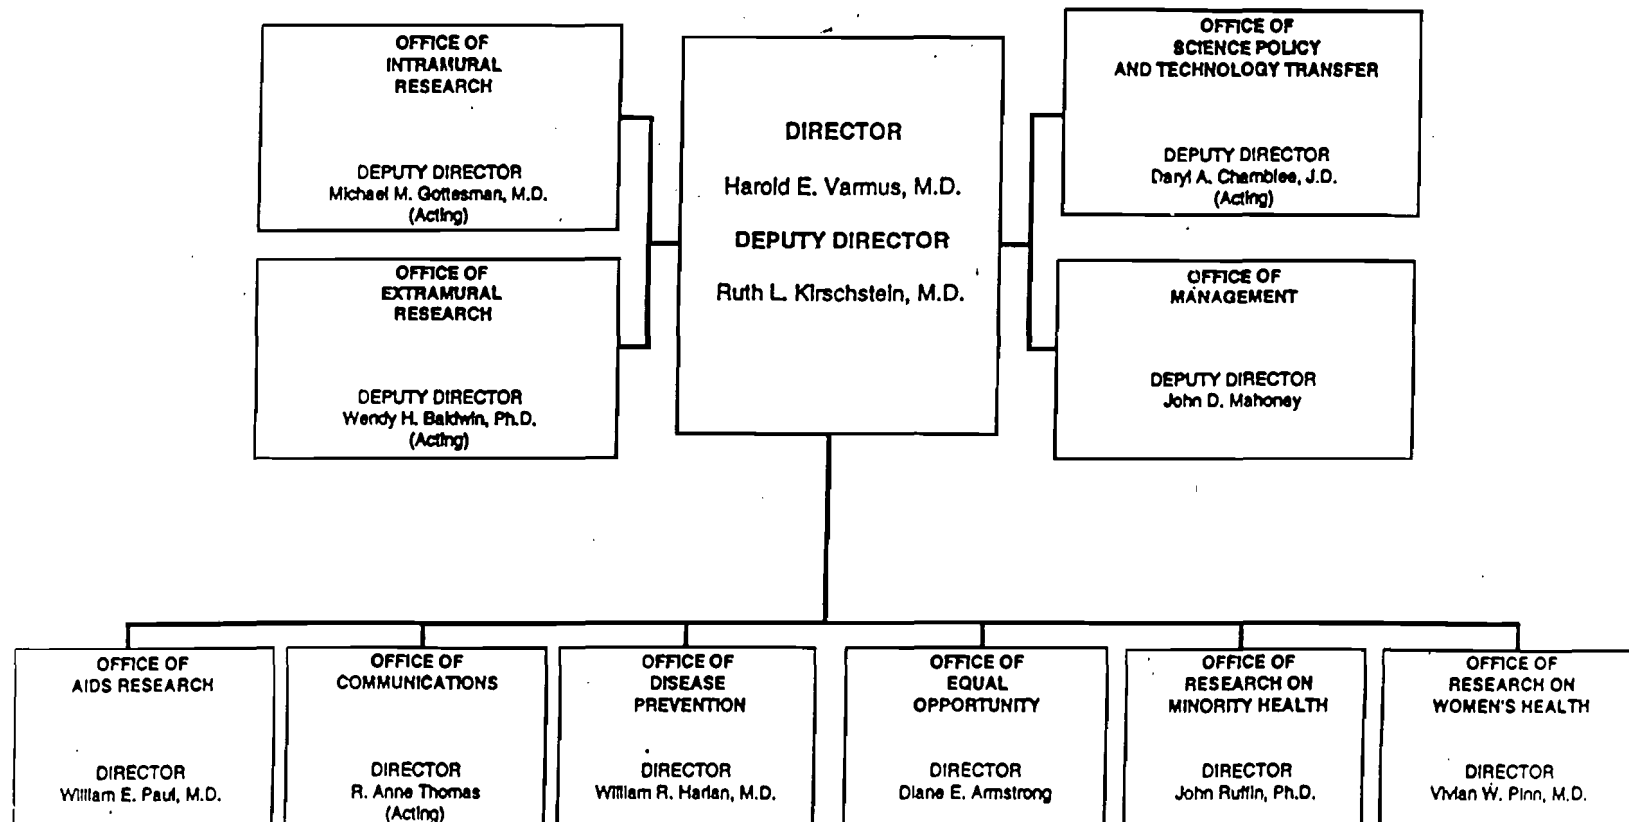 OFFICE OF
INTRAMURAL
RESEARCH
DEPUTY DIRECTOR
Michael M. Gottesman, M.D.
(Acting)
OFFICE OF
EXTRAMURAL
RESEARCH
DEPUTY DIRECTOR
Wendy H. Baldwin, Ph.D.
(Acting)
DIRECTOR
Harold E. Varmus, M.D.
DEPUTY DIRECTOR
Ruth L. Kirschstein, M.D.
OFFICE OF
SCIENCE POLICY
AND TECHNOLOGY TRANSFER
DEPUTY DIRECTOR
Daryl A. Chamblee, J.D.
(Acting)
OFFICE OF
MANAGEMENT
DEPUTY DIRECTOR
John D. Mahoney
OFFICE OF
AIDS RESEARCH
DIRECTOR
William E. Paul, M.D.
OFFICE OF
COMMUNICATIONS
DIRECTOR
R. Anne Thomas
(Acting)
OFFICE OF
DISEASE
PREVENTION
DIRECTOR
William R. Harlan, M.D.
OFFICE OF
EQUAL
OPPORTUNITY
DIRECTOR
Diane E. Armstrong
OFFICE OF
RESEARCH ON
MINORITY HEALTH
DIRECTOR
John Ruffin, Ph.D.
OFFICE OF
RESEARCH ON
WOMEN'S HEALTH
DIRECTOR
Vivian W. Pinn, M.D.